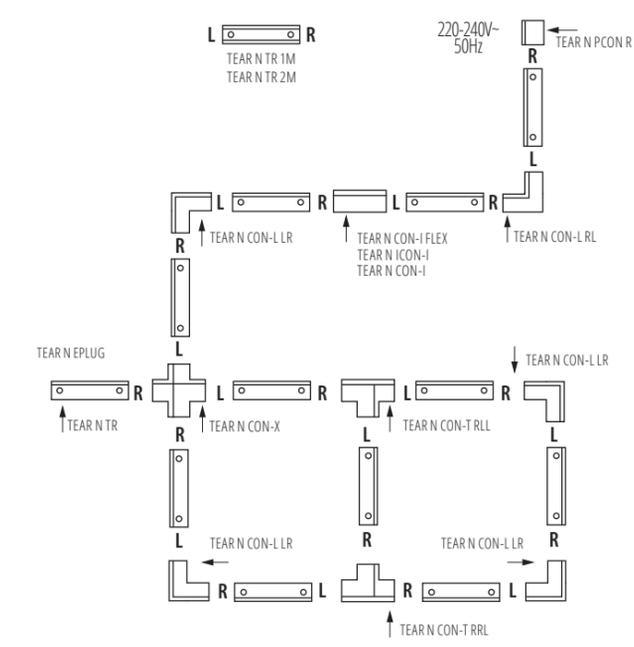 L R
TEAR N TR 1M
TEAR N TR 2M
220-240V~
50Hz
TEAR N PCON R
R
L
L R L R
TEAR N CON-L LR
TEAR N CON-I FLEX
TEAR N ICON-I
TEAR N CON-I
TEAR N CON-L RL
R
L
TEAR N EPLUG
TEAR N CON-L LR
R L R L R
TEAR N TR
TEAR N CON-X
TEAR N CON-T RLL
R L L
L R R
TEAR N CON-L LR
TEAR N CON-L LR
R L R L
TEAR N CON-T RRL